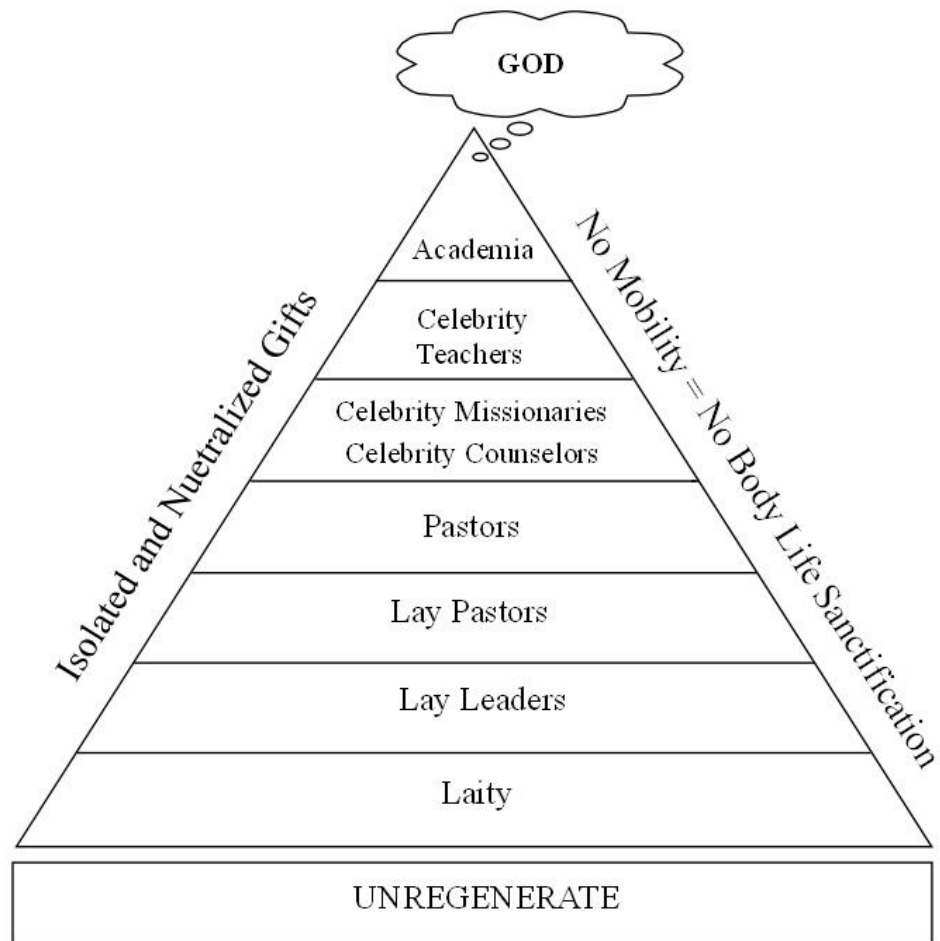 GOD
Academia
Celebrity
Teachers
Celebrity Missionaries
Celebrity Counselors
Pastors
Lay Pastors
Lay Leaders
Laity
UNREGENERATE
Isolated and Nuetralized Gifts
No Mobility = No Body Life Sanctification